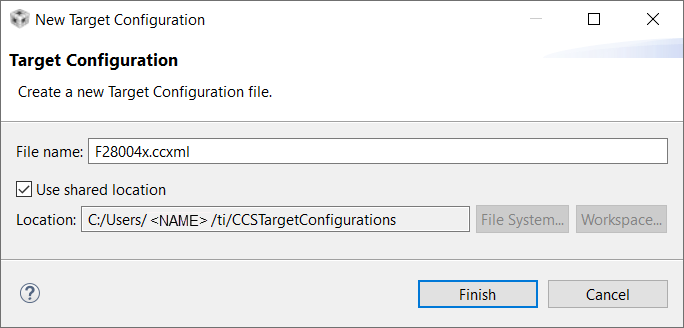 New Target Configuration
Target Configuration
Create a new Target Configuration file.
File name: F28004x.ccxml
Use shared location
Location: C:/Users/ <NAME> /ti/CCSTargetConfigurations File System... Workspace...
? Finish Cancel